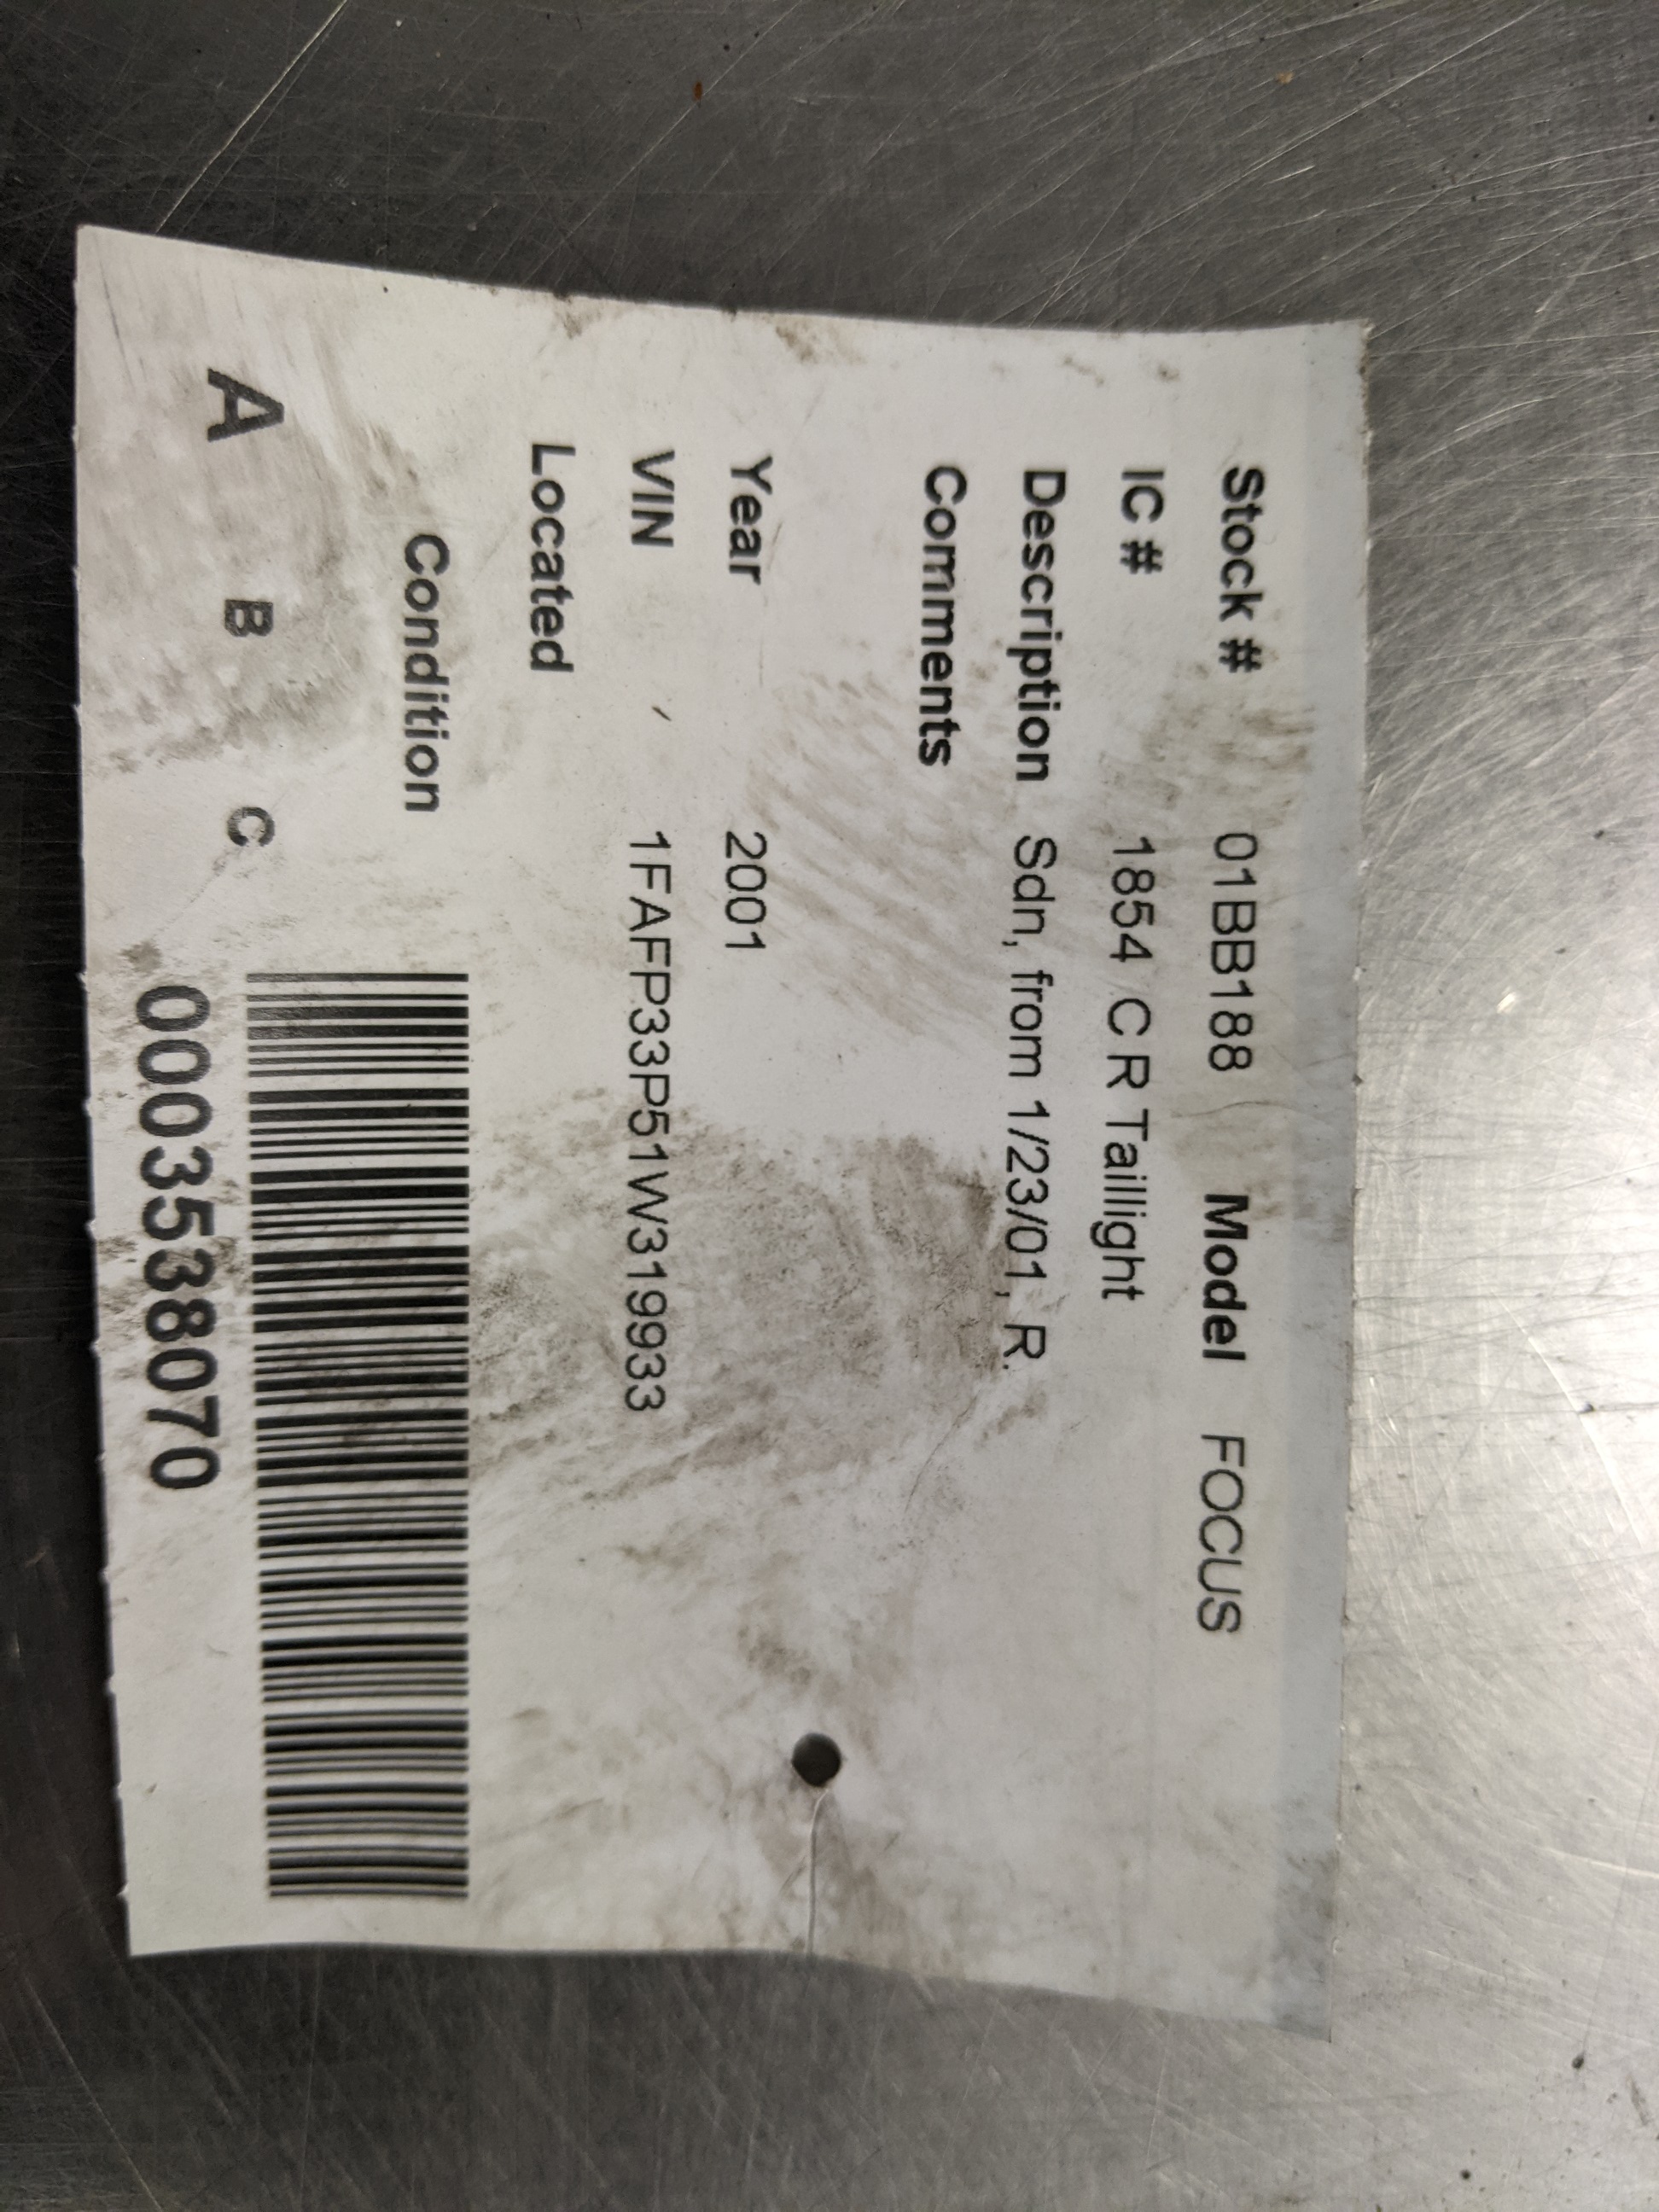 Stock # 01BB188 Model FOCUS
IC # 1854 C R Taillight
Description Sdn, from 1/23/01, R.
Comments
Year 2001
VIN 1FAFP33P51W319933
Located
Condition
A B C
0003538070